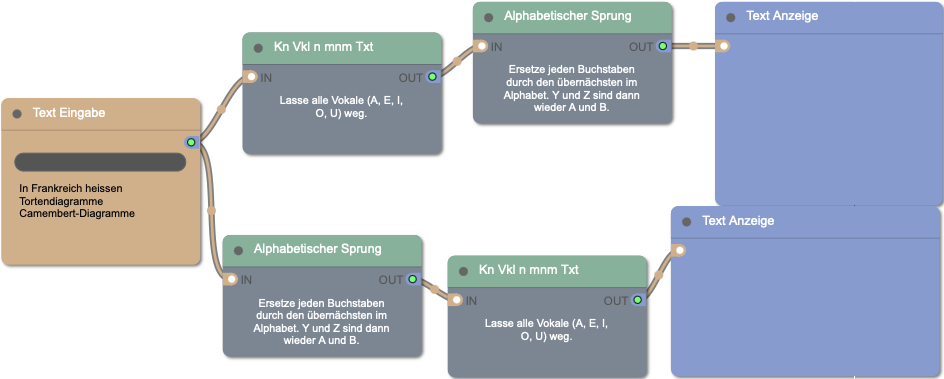 Text Eingabe
In Frankreich heissen
Tortendiagramme
Camembert-Diagramme
Kn Vkl n mnm Txt
IN
OUT
Lasse alle Vokale (A, E, I,
O, U) weg.
Alphabetischer Sprung
IN
OUT
Ersetze jeden Buchstaben
durch den übernächsten im
Alphabet. Y und Z sind dann
wieder A und B.
Text Anzeige
Alphabetischer Sprung
IN
OUT
Ersetze jeden Buchstaben
durch den übernächsten im
Alphabet. Y und Z sind dann
wieder A und B.
Kn Vkl n mnm Txt
IN
OUT
Lasse alle Vokale (A, E, I,
O, U) weg.
Text Anzeige